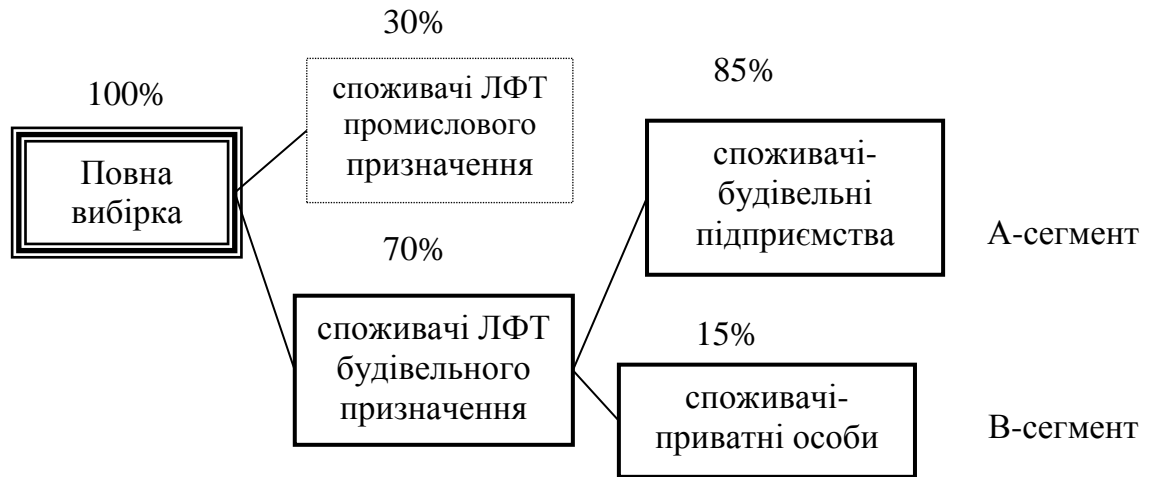 100%
Повна
вибірка
30%
споживачі ЛФТ
промислового
призначення
70%
споживачі ЛФТ
будівельного
призначення
85%
споживачі-
будівельні
підприємства
А-сегмент
15%
споживачі-
приватні особи
В-сегмент